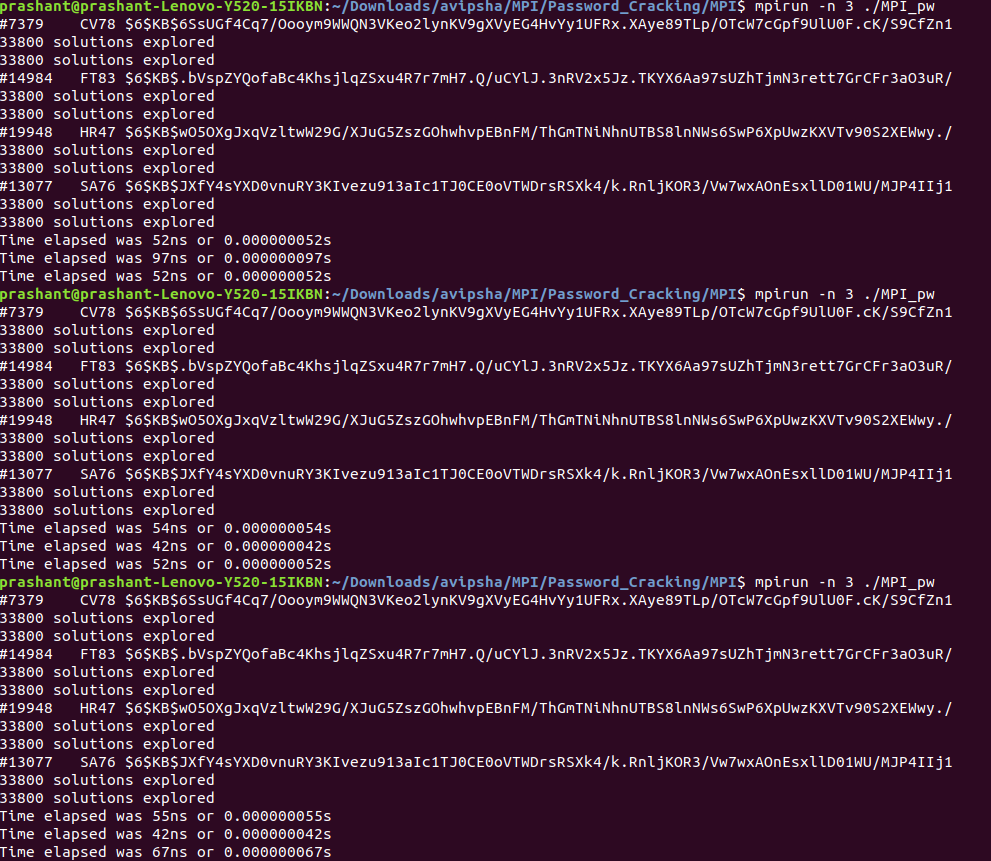 prashant@prashant-Lenovo-Y520-15IKBN:~/Downloads/avipsha/MPI/Password_Cracking/MPI$ mpirun -n 3 ./MPI_pw
#7379    CV78 $6$KB$6SsUGf4Cq7/Oooym9WWQN3VKeo2lynKV9gXVyEG4HvYy1UFRx.XAye89TLp/OTcW7cGpf9UlU0F.cK/S9CfZn1
33800 solutions explored
33800 solutions explored
#14984   FT83 $6$KB$.bVspZYQofaBc4KhsjlqZSxu4R7r7mH7.Q/uCYlJ.3nRV2x5Jz.TKYX6Aa97sUZhTjmN3rett7GrCFr3aO3uR/
33800 solutions explored
33800 solutions explored
#19948   HR47 $6$KB$wO5OXgJxqVzltwW29G/XJuG5ZszGOhwhvpEBnFM/ThGmTNiNhnUTBS8lnNWs6SwP6XpUwzKXVTv90S2XEWwy./
33800 solutions explored
33800 solutions explored
#13077   SA76 $6$KB$JXfY4sYXD0vnuRY3KIvezu913aIc1TJ0CE0oVTWDrsRSXk4/k.RnljKOR3/Vw7wxAOnEsxllD01WU/MJP4IIj1
33800 solutions explored
33800 solutions explored
Time elapsed was 52ns or 0.000000052s
Time elapsed was 97ns or 0.000000097s
Time elapsed was 52ns or 0.000000052s
prashant@prashant-Lenovo-Y520-15IKBN:~/Downloads/avipsha/MPI/Password_Cracking/MPI$ mpirun -n 3 ./MPI_pw
#7379    CV78 $6$KB$6SsUGf4Cq7/Oooym9WWQN3VKeo2lynKV9gXVyEG4HvYy1UFRx.XAye89TLp/OTcW7cGpf9UlU0F.cK/S9CfZn1
33800 solutions explored
33800 solutions explored
#14984   FT83 $6$KB$.bVspZYQofaBc4KhsjlqZSxu4R7r7mH7.Q/uCYlJ.3nRV2x5Jz.TKYX6Aa97sUZhTjmN3rett7GrCFr3aO3uR/
33800 solutions explored
33800 solutions explored
#19948   HR47 $6$KB$wO5OXgJxqVzltwW29G/XJuG5ZszGOhwhvpEBnFM/ThGmTNiNhnUTBS8lnNWs6SwP6XpUwzKXVTv90S2XEWwy./
33800 solutions explored
33800 solutions explored
#13077   SA76 $6$KB$JXfY4sYXD0vnuRY3KIvezu913aIc1TJ0CE0oVTWDrsRSXk4/k.RnljKOR3/Vw7wxAOnEsxllD01WU/MJP4IIj1
33800 solutions explored
33800 solutions explored
Time elapsed was 54ns or 0.000000054s
Time elapsed was 42ns or 0.000000042s
Time elapsed was 52ns or 0.000000052s
prashant@prashant-Lenovo-Y520-15IKBN:~/Downloads/avipsha/MPI/Password_Cracking/MPI$ mpirun -n 3 ./MPI_pw
#7379    CV78 $6$KB$6SsUGf4Cq7/Oooym9WWQN3VKeo2lynKV9gXVyEG4HvYy1UFRx.XAye89TLp/OTcW7cGpf9UlU0F.cK/S9CfZn1
33800 solutions explored
33800 solutions explored
#14984   FT83 $6$KB$.bVspZYQofaBc4KhsjlqZSxu4R7r7mH7.Q/uCYlJ.3nRV2x5Jz.TKYX6Aa97sUZhTjmN3rett7GrCFr3aO3uR/
33800 solutions explored
33800 solutions explored
#19948   HR47 $6$KB$wO5OXgJxqVzltwW29G/XJuG5ZszGOhwhvpEBnFM/ThGmTNiNhnUTBS8lnNWs6SwP6XpUwzKXVTv90S2XEWwy./
33800 solutions explored
33800 solutions explored
#13077   SA76 $6$KB$JXfY4sYXD0vnuRY3KIvezu913aIc1TJ0CE0oVTWDrsRSXk4/k.RnljKOR3/Vw7wxAOnEsxllD01WU/MJP4IIj1
33800 solutions explored
33800 solutions explored
Time elapsed was 55ns or 0.000000055s
Time elapsed was 42ns or 0.000000042s
Time elapsed was 67ns or 0.000000067s